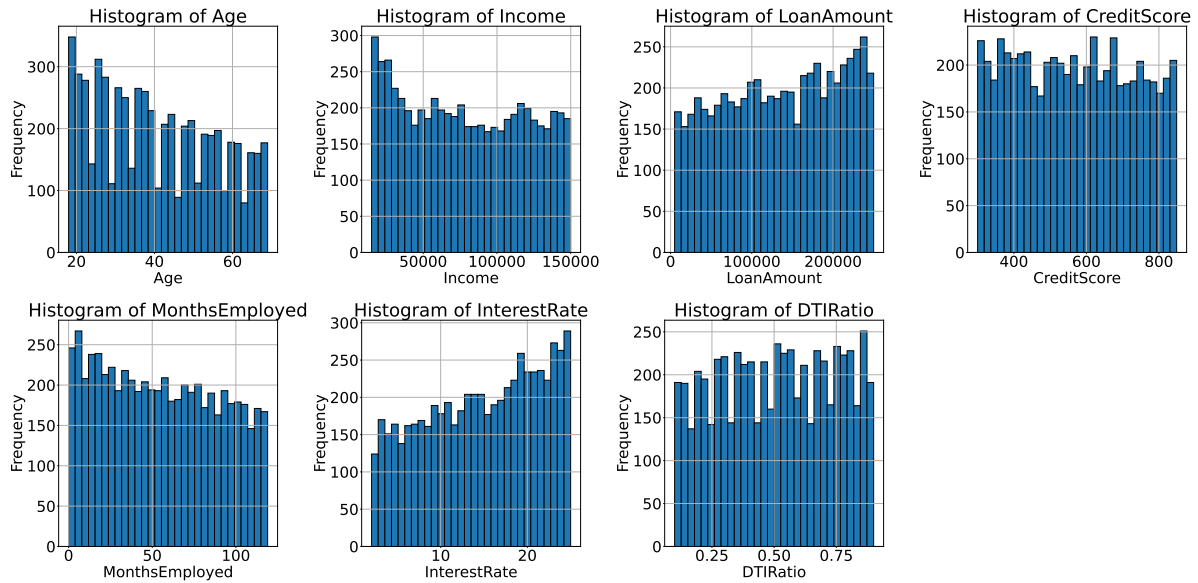 Histogram of Age
300
200
100
0
20
40
60
Frequency
Age
Histogram of Income
300
250
200
150
100
50
0
50000
100000
150000
Frequency
Income
Histogram of LoanAmount
250
200
150
100
50
0
0
100000
200000
Frequency
LoanAmount
Histogram of CreditScore
200
150
100
50
0
400
600
800
Frequency
CreditScore
Histogram of MonthsEmployed
250
200
150
100
50
0
0
50
100
Frequency
MonthsEmployed
Histogram of InterestRate
300
250
200
150
100
50
0
10
20
Frequency
InterestRate
Histogram of DTIRatio
250
200
150
100
50
0
0.25
0.50
0.75
Frequency
DTIRatio